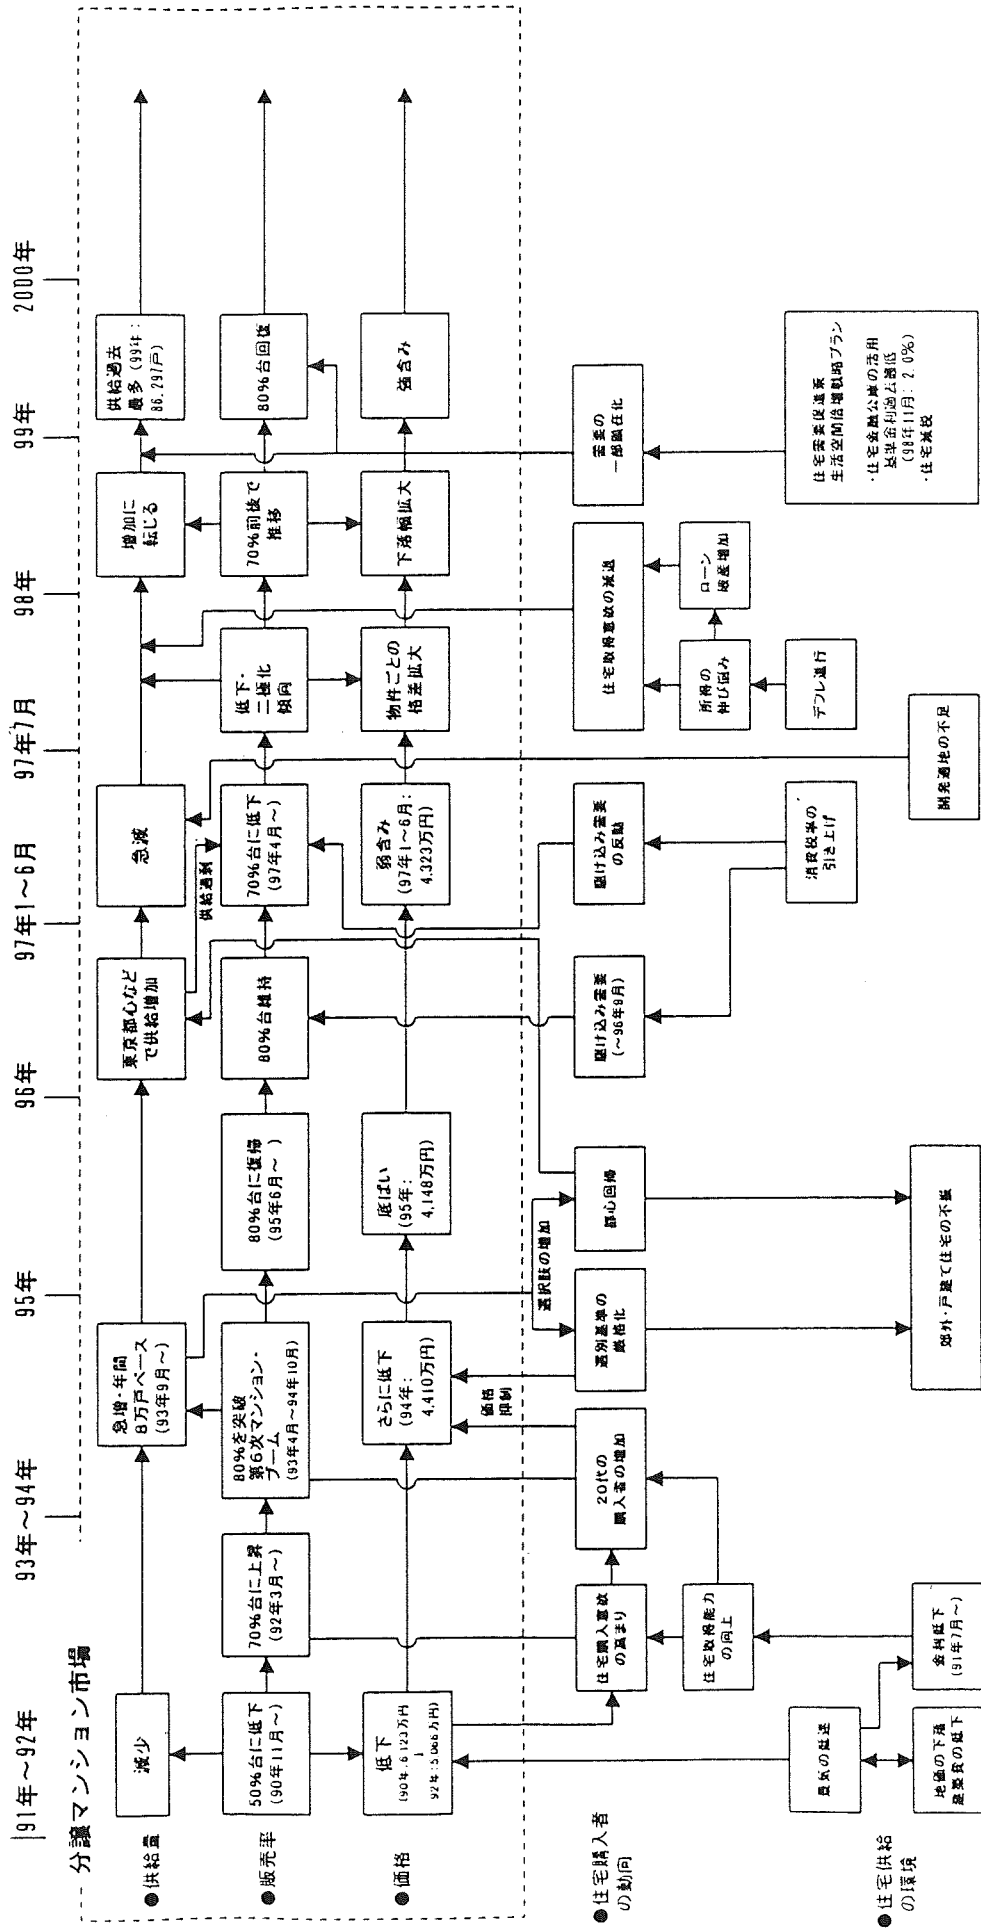 91年～92年
93年～94年
95年
96年
97年1～6月
97年7月
98年
99年
2000年
分譲マンション市場
●供給量
減少
急増・年間
8万戸ペース
(93年9月～)
東京都心など
で供給増加
急減
増加に
転じる
供給過去
最多(99年:
86,297戸)
供給過剰
●販売率
50%台に低下
(90年11月～)
70%台に上昇
(92年3月～)
80%を突破
第6次マンション・
ブーム
(93年4月～94年10月)
80%台に復帰
(95年6月～)
80%台維持
70%台に低下
(97年4月～)
低下・
二極化
傾向
70%前後で
推移
80%台回復
●価格
低下
(90年:6,123万円
↓
92年:5,066万円)
さらに低下
(94年:
4,410万円)
底ばい
(95年:
4,148万円)
弱含み
(97年1～6月:
4,323万円)
物件ごとの
格差拡大
下落幅拡大
強含み
価格
抑制
選択肢の増加
●住宅購入者
の動向
住宅購入意欲
の高まり
20代の
購入者の増加
選別基準の
厳格化
都心回帰
駆け込み需要
(～96年9月)
駆け込み需要
の反動
住宅取得意欲の減退
需要の
一部顕在化
住宅取得能力
の向上
所得の
伸び悩み
ローン
破産増加
●住宅供給
の環境
景気の低迷
地価の下落
建築費の低下
金利低下
(91年7月～)
郊外・戸建て住宅の不振
消費税率の
引き上げ
開発適地の不足
デフレ進行
住宅需要促進策
生活空間倍増戦略プラン
・住宅金融公庫の活用
基準金利過去最低
(98年11月:2.0%)
・住宅減税